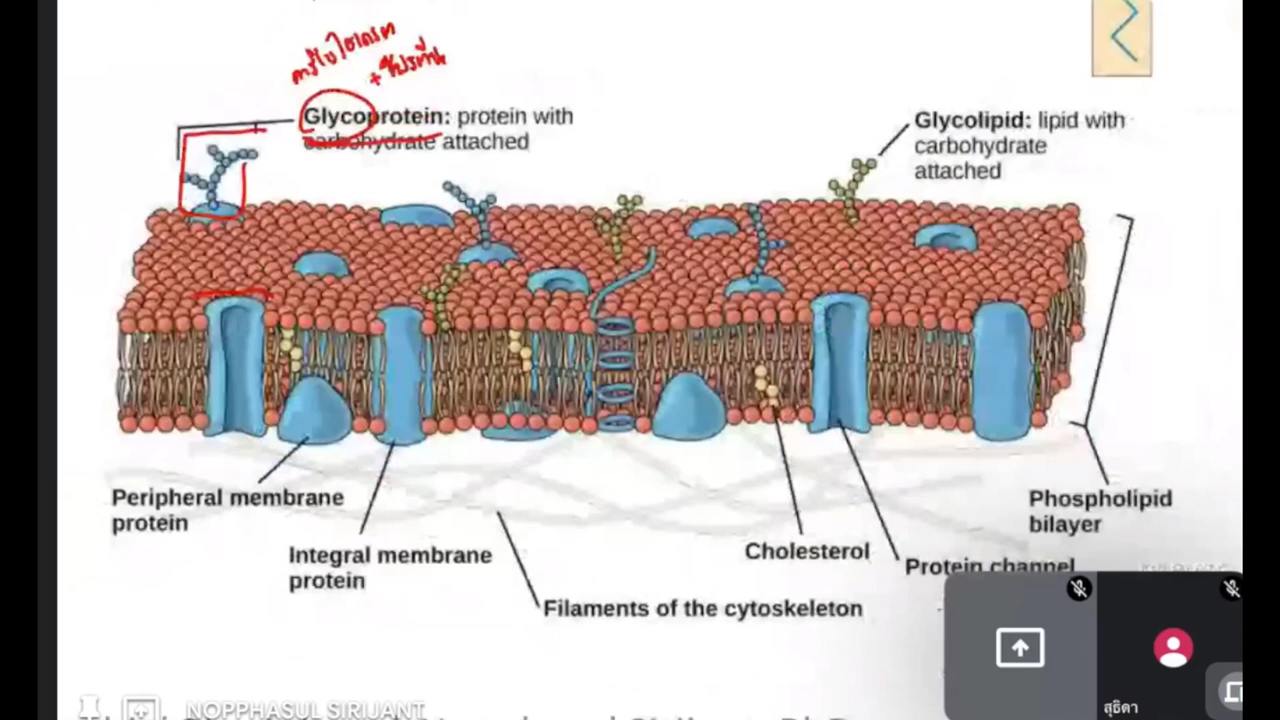 คาร์โบไฮเดรต
+ โปรตีน
Glycoprotein: protein with
carbohydrate attached
Glycolipid: lipid with
carbohydrate
attached
Peripheral membrane
protein
Integral membrane
protein
Filaments of the cytoskeleton
Cholesterol
Protein channel
Phospholipid
bilayer
NOPPHASUL SIRIJANT
สุธิดา